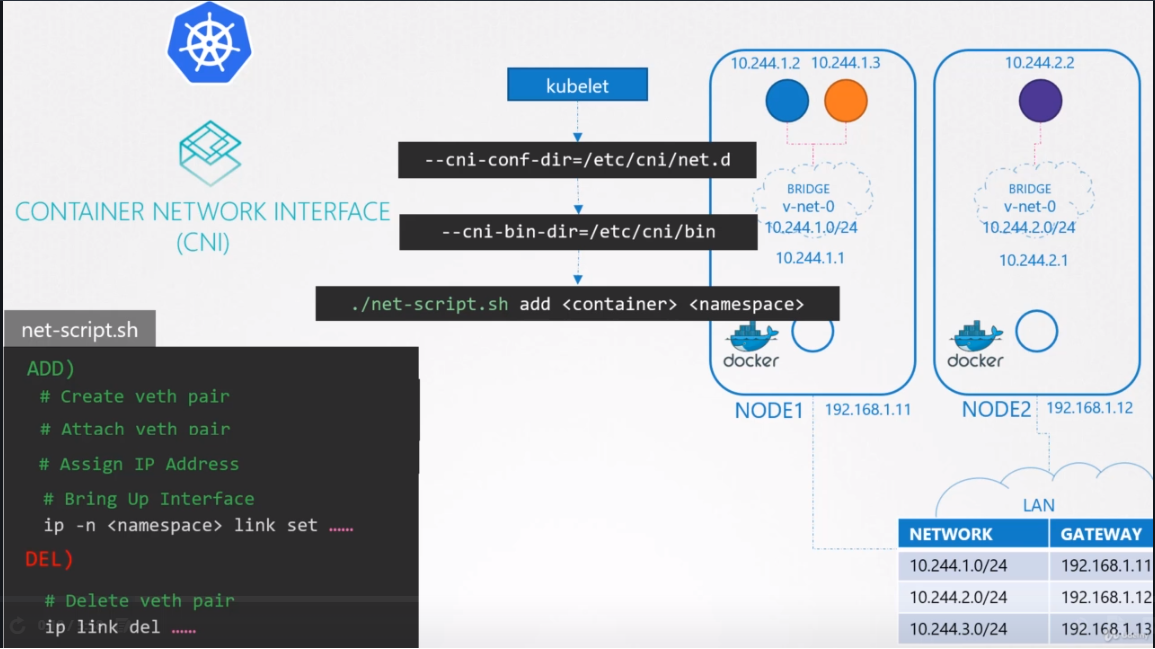 kubelet
--cni-conf-dir=/etc/cni/net.d
--cni-bin-dir=/etc/cni/bin
./net-script.sh add <container> <namespace>
CONTAINER NETWORK INTERFACE
(CNI)
net-script.sh
ADD)
# Create veth pair
# Attach veth pair
# Assign IP Address
# Bring Up Interface
ip -n <namespace> link set ……
DEL)
# Delete veth pair
ip link del ……
10.244.1.2 10.244.1.3
BRIDGE
v-net-0
10.244.1.0/24
10.244.1.1
docker
NODE1 192.168.1.11
10.244.2.2
BRIDGE
v-net-0
10.244.2.0/24
10.244.2.1
docker
NODE2 192.168.1.12
LAN
NETWORK GATEWAY
10.244.1.0/24 192.168.1.11
10.244.2.0/24 192.168.1.12
10.244.3.0/24 192.168.1.13